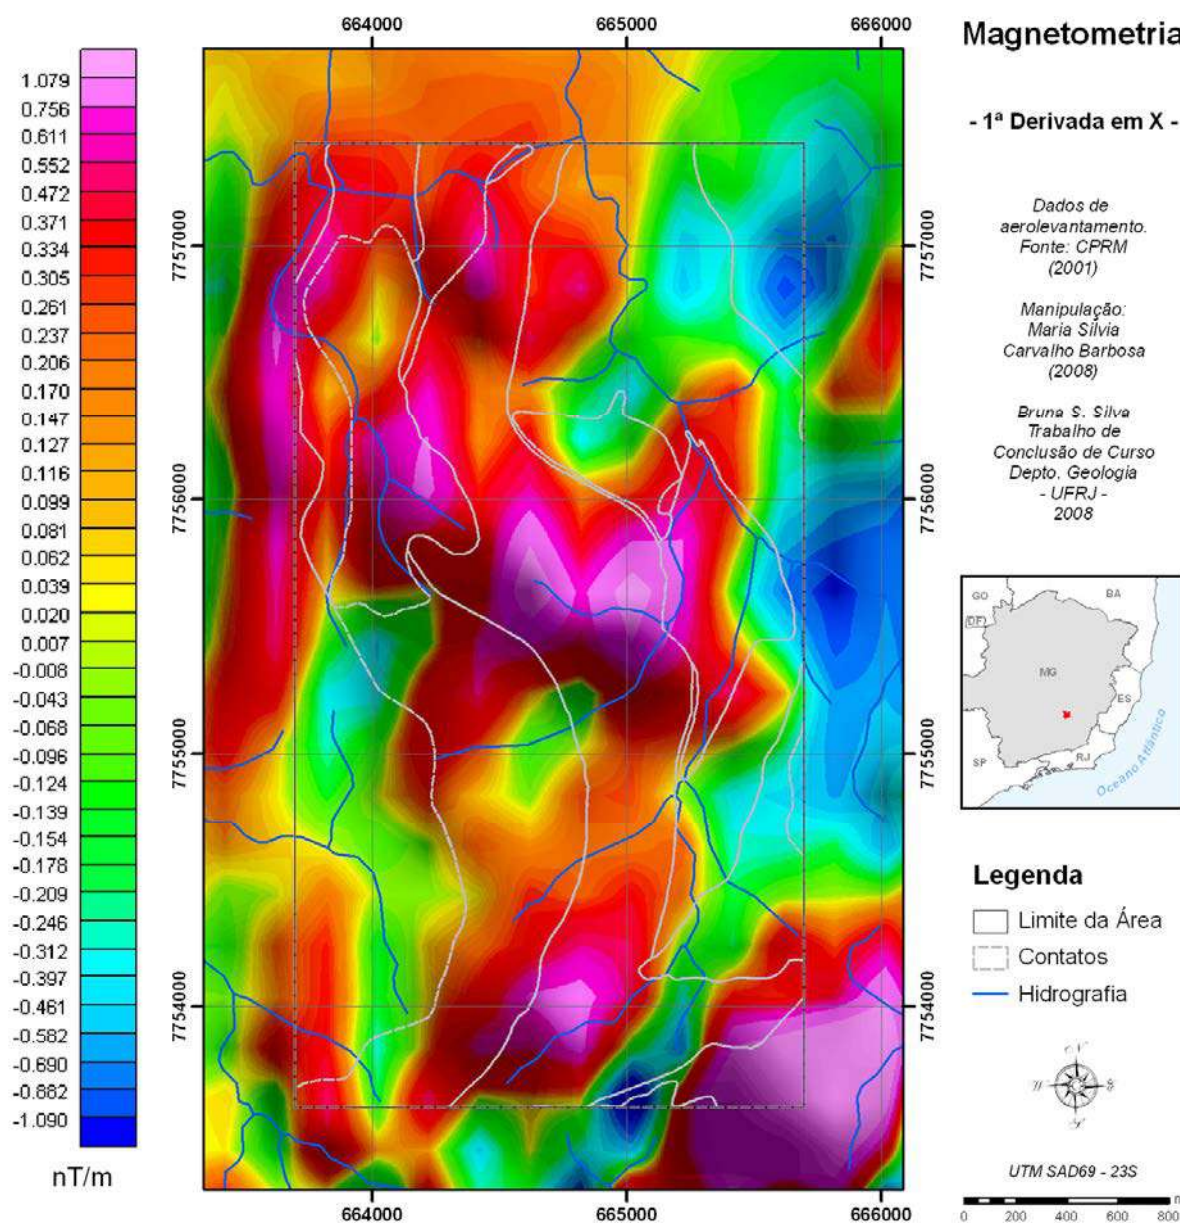 664000
665000
666000
1.079
0.756
0.611
0.552
0.472
0.371
0.334
0.305
0.261
0.237
0.206
0.170
0.147
0.127
0.116
0.099
0.081
0.062
0.039
0.020
0.007
-0.008
-0.043
-0.068
-0.096
-0.124
-0.139
-0.154
-0.178
-0.209
-0.246
-0.312
-0.397
-0.461
-0.582
-0.690
-0.882
-1.090
nT/m
7757000
7756000
7755000
7754000
7757000
7756000
7755000
7754000
664000
665000
666000
Magnetometria
- 1ª Derivada em X -
Dados de
aerolevantamento.
Fonte: CPRM
(2001)
Manipulação:
Maria Silvia
Carvalho Barbosa
(2008)
Bruna S. Silva
Trabalho de
Conclusão de Curso
Depto. Geologia
- UFRJ -
2008
GO
BA
(DF)
MG
ES
SP
RJ
Oceano Atlântico
Legenda
Limite da Área
Contatos
Hidrografia
UTM SAD69 - 23S
0 200 400 600 800